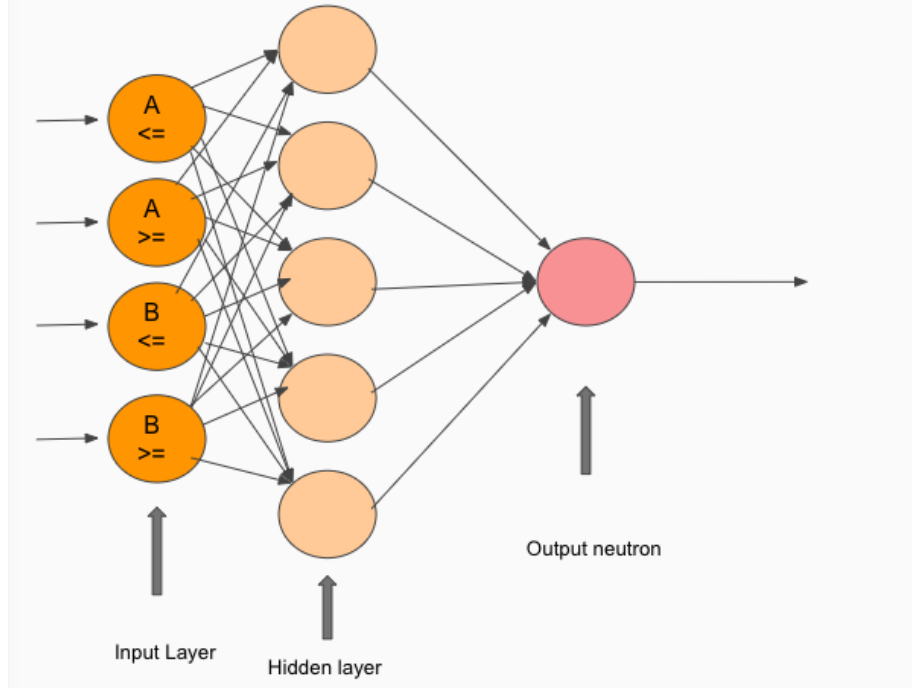 A
<=
A
>=
B
<=
B
>=
Output neutron
Input Layer
Hidden layer